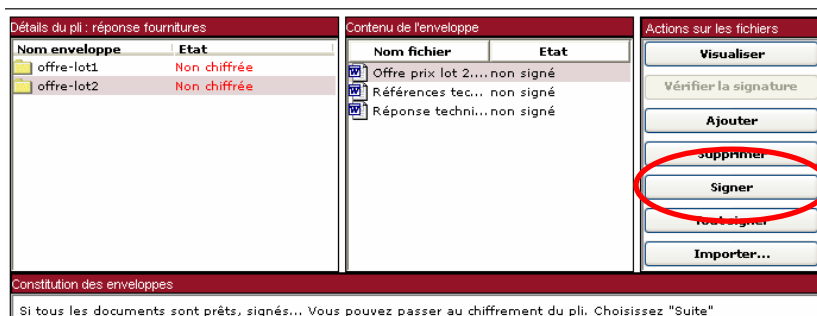 Détails du pli : réponse fournitures
Nom enveloppe Etat
offre-lot1 Non chiffrée
offre-lot2 Non chiffrée
Contenu de l'enveloppe
Nom fichier Etat
Offre prix lot 2.... non signé
Références tec... non signé
Réponse techni... non signé
Actions sur les fichiers
Visualiser
Vérifier la signature
Ajouter
Supprimer
Signer
Tout signer
Importer...
Constitution des enveloppes
Si tous les documents sont prêts, signés... Vous pouvez passer au chiffrement du pli. Choisissez "Suite"